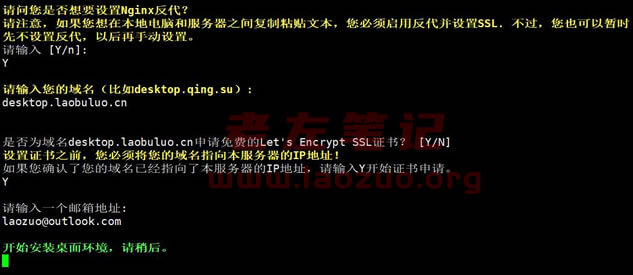 请问您是否想要设置Nginx反代?
请注意，如果您想在本地电脑和服务器之间复制粘贴文本，您必须启用反代并设置SSL. 不过，您也可以暂时
先不设置反代，以后再手动设置。
请输入 [Y/n]:
Y
请输入您的域名（比如desktop.qing.su）:
desktop.laobuluo.cn
是否为域名desktop.laobuluo.cn申请免费的Let's Encrypt SSL证书? [Y/N]
设置证书之前，您必须将您的域名指向本服务器的IP地址!
如果您确认了您的域名已经指向了本服务器的IP地址，请输入Y开始证书申请。
Y
请输入一个邮箱地址:
laozuo@outlook.com
开始安装桌面环境，请稍后。
老左笔记
www.laozuo.org